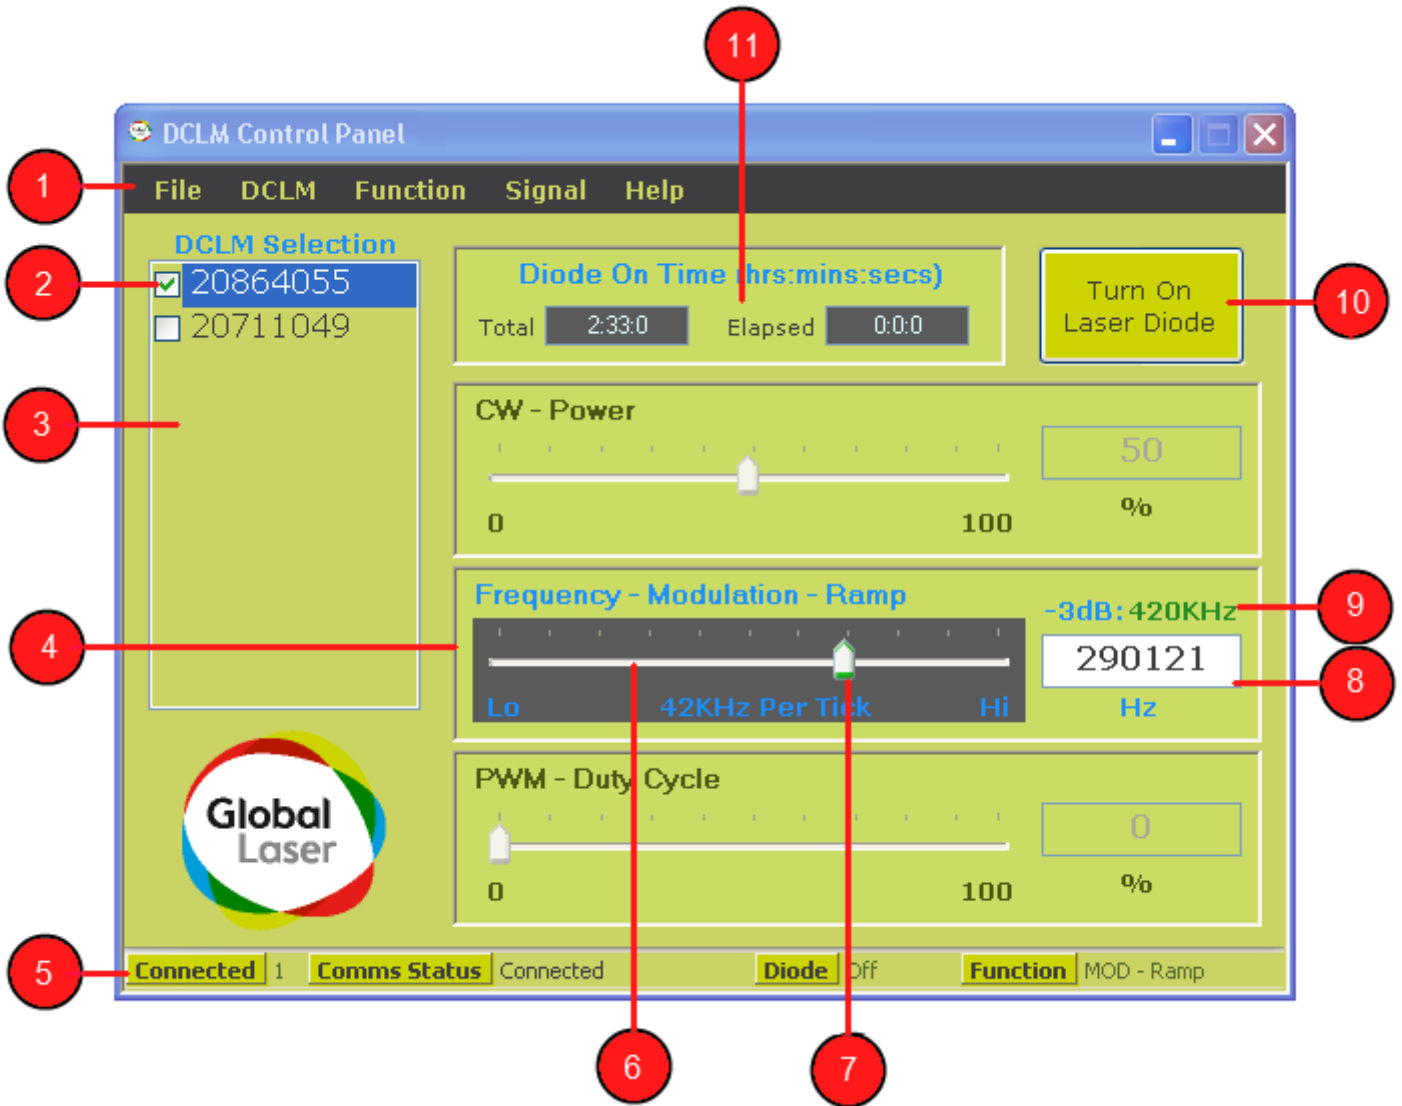 11
DCLM Control Panel
1
File DCLM Function Signal Help
DCLM Selection
2
20864055
20711049
3
Diode On Time (hrs:mins:secs)
Total 2:33:0 Elapsed 0:0:0
Turn On
Laser Diode
10
CW - Power
50
%
0 100
4
Frequency - Modulation - Ramp
-3dB: 420KHz
9
290121
8
Lo 42KHz Per Tick Hi
Hz
PWM - Duty Cycle
0
%
0 100
Global
Laser
5
Connected 1 Comms Status Connected Diode Off Function MOD - Ramp
6
7